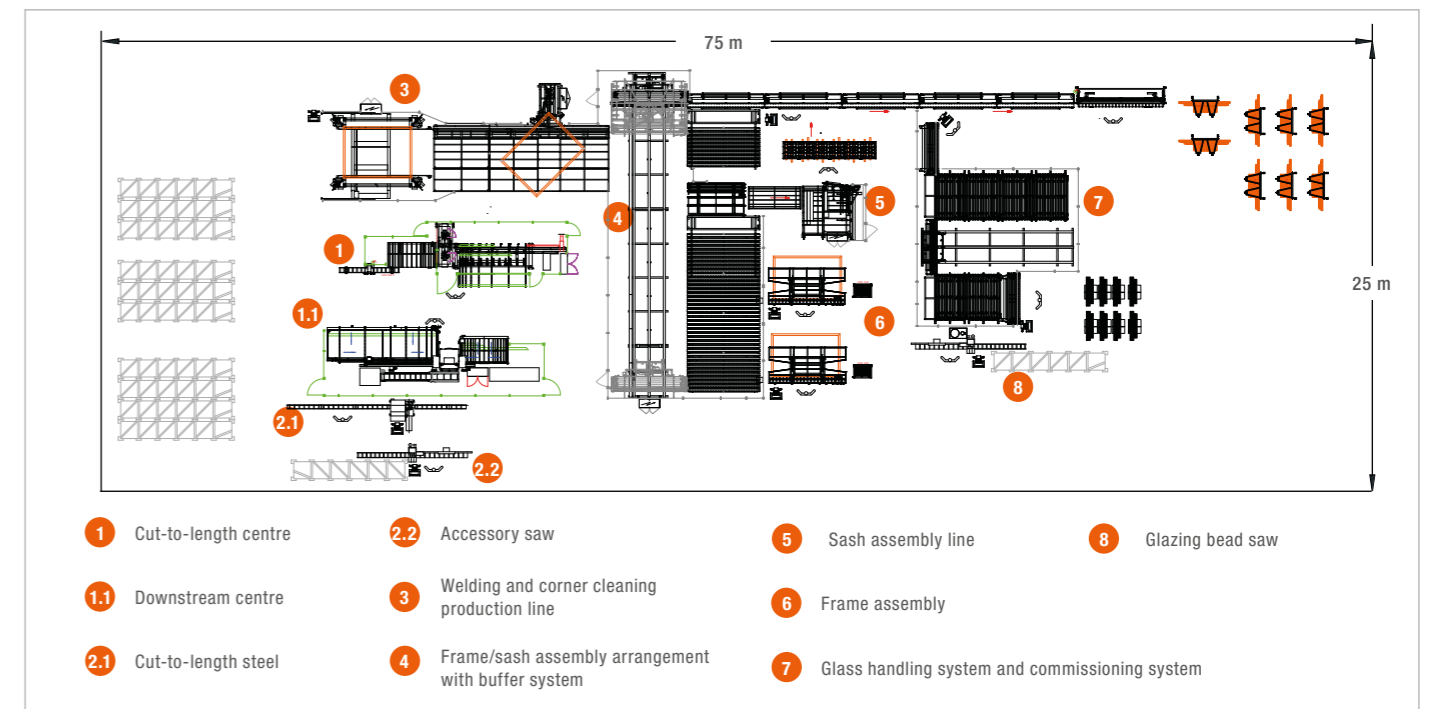 75 m
3
5
7
4
1
25 m
1.1
6
8
2.1
2.2
1 Cut-to-length centre
2.2 Accessory saw
5 Sash assembly line
8 Glazing bead saw
1.1 Downstream centre
3 Welding and corner cleaning
production line
6 Frame assembly
2.1 Cut-to-length steel
4 Frame/sash assembly arrangement
with buffer system
7 Glass handling system and commissioning system